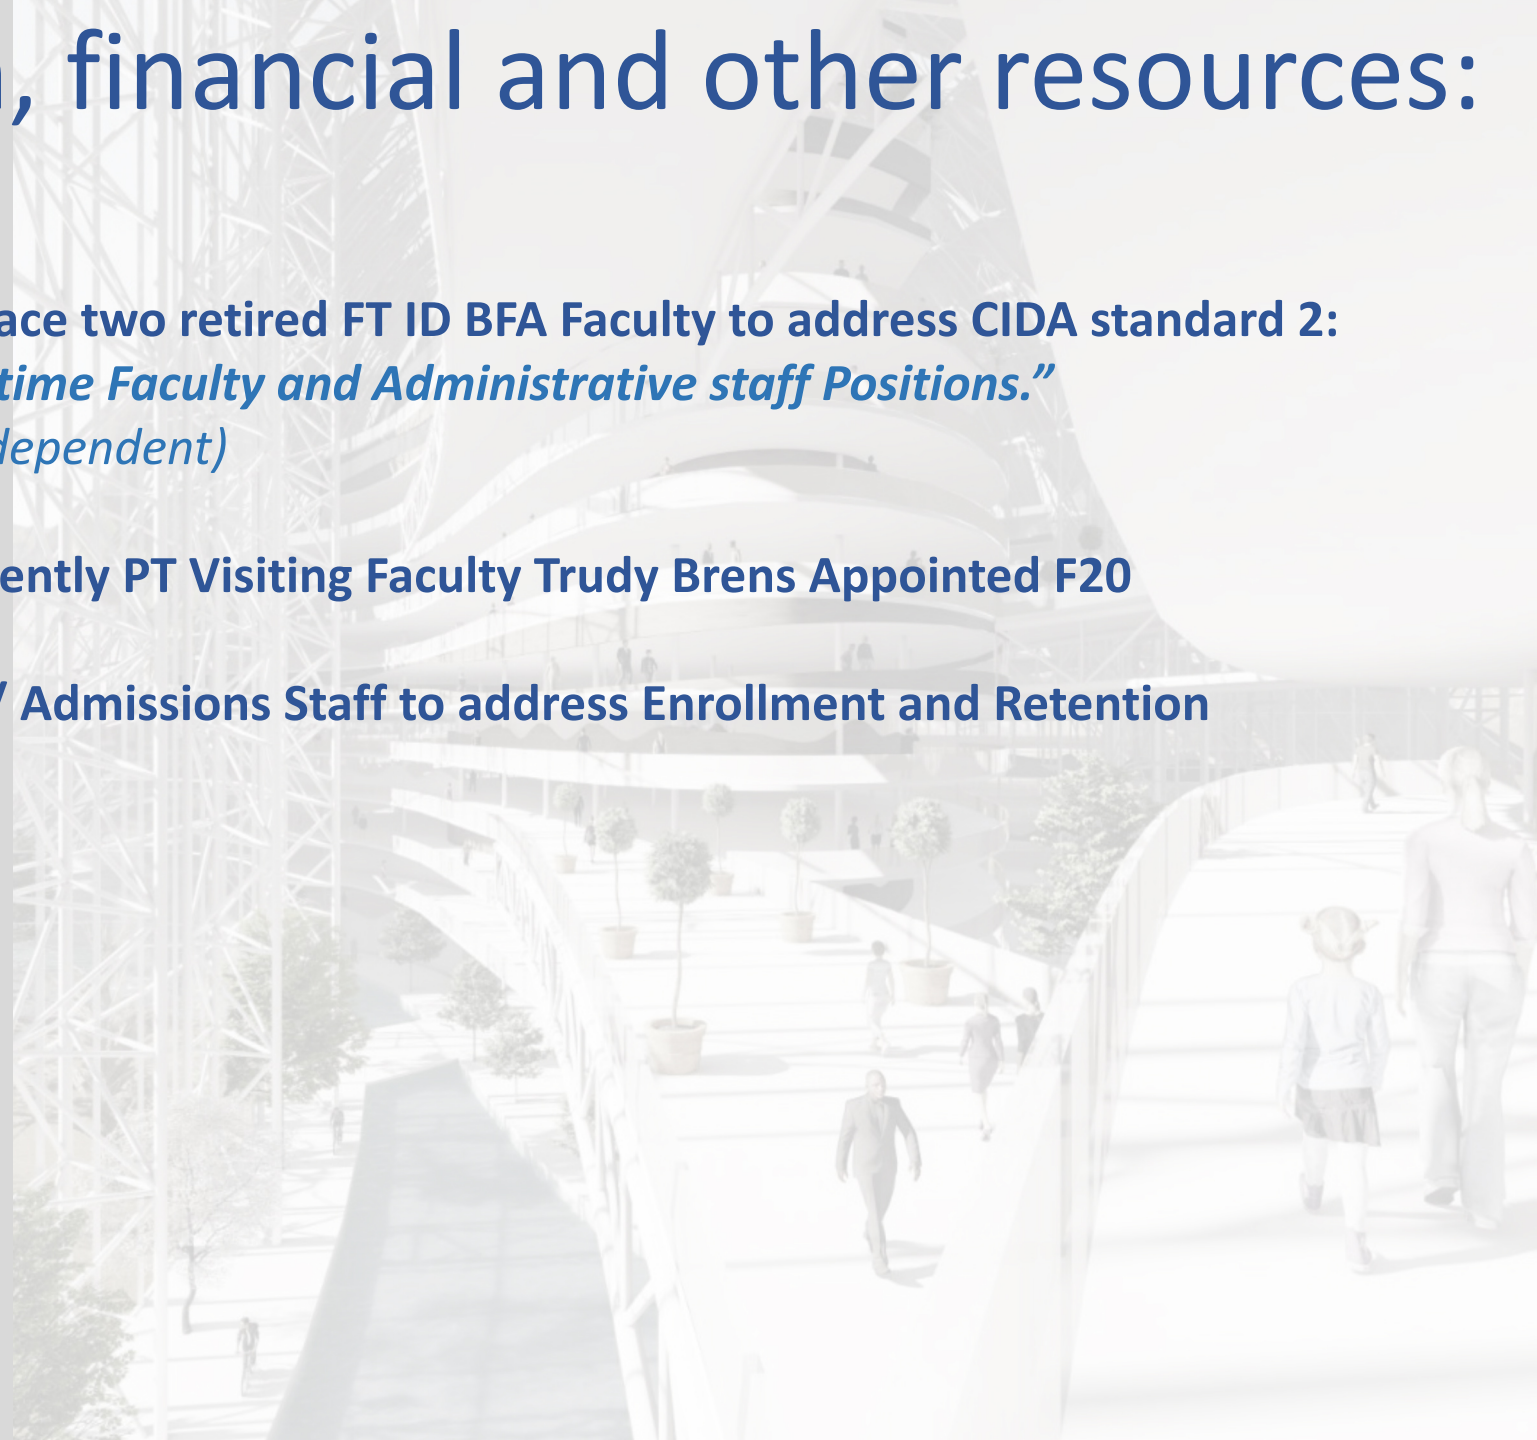 , financial and other resources:
ace two retired FT ID BFA Faculty to address CIDA standard 2:
time Faculty and Administrative staff Positions.”
dependent)
ently PT Visiting Faculty Trudy Brens Appointed F20
/ Admissions Staff to address Enrollment and Retention